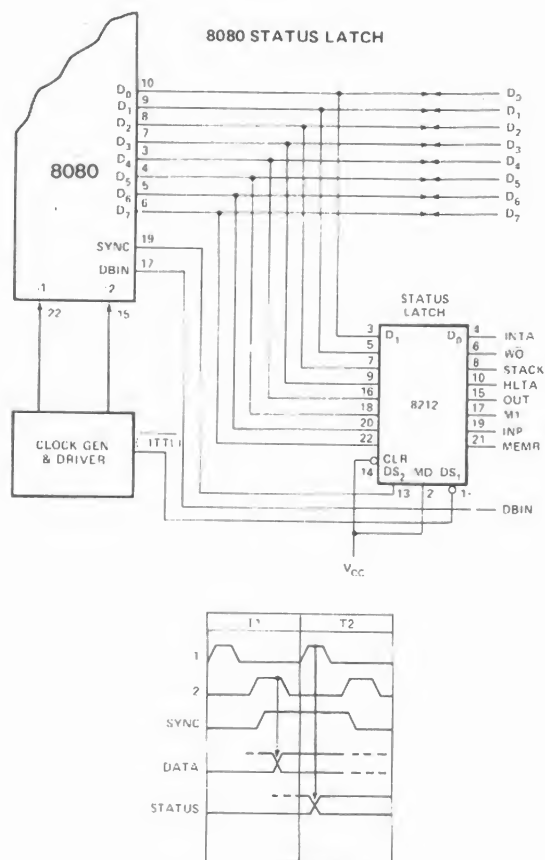 8080 STATUS LATCH
8080
D0 10 D0
D1 9 D1
D2 8 D2
D3 7 D3
D4 3 D4
D5 4 D5
D6 5 D6
D7 6 D7
SYNC 19
DBIN 17
1 2
22 15
CLOCK GEN
& DRIVER
STATUS
LATCH
3 D1 D0 4 INTA
5 6 WO
7 8 STACK
9 10 HLTA
16 15 OUT
18 8212 17 M1
20 19 INP
22 21 MEMR
CLR
14 DS2 MD DS1
13 2
DBIN
VCC
T2
1
2
SYNC
DATA
STATUS